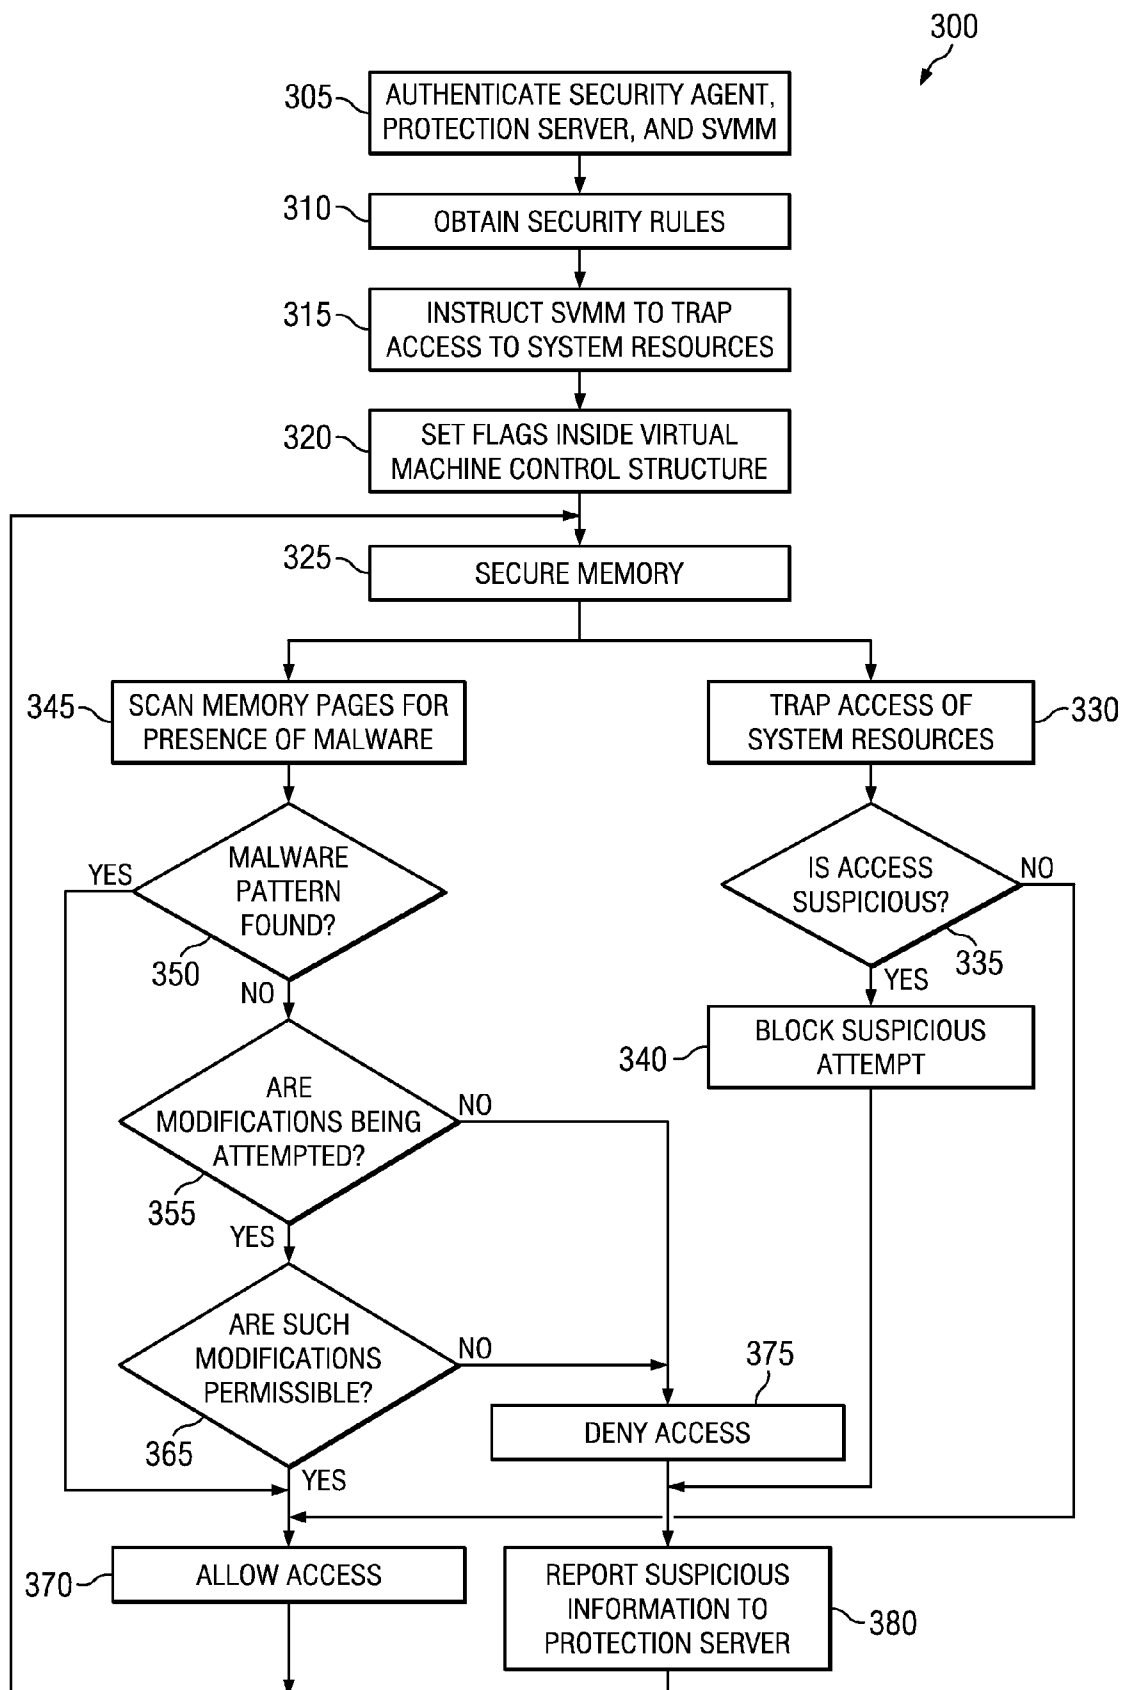 300
305
AUTHENTICATE SECURITY AGENT,
PROTECTION SERVER, AND SVMM
310
OBTAIN SECURITY RULES
315
INSTRUCT SVMM TO TRAP
ACCESS TO SYSTEM RESOURCES
320
SET FLAGS INSIDE VIRTUAL
MACHINE CONTROL STRUCTURE
325
SECURE MEMORY
345
SCAN MEMORY PAGES FOR
PRESENCE OF MALWARE
TRAP ACCESS OF
SYSTEM RESOURCES
330
YES
MALWARE
PATTERN
FOUND?
350
NO
IS ACCESS
SUSPICIOUS?
NO
335
YES
340
BLOCK SUSPICIOUS
ATTEMPT
ARE
MODIFICATIONS BEING
ATTEMPTED?
NO
355
YES
ARE SUCH
MODIFICATIONS
PERMISSIBLE?
NO
365
YES
375
DENY ACCESS
370
ALLOW ACCESS
REPORT SUSPICIOUS
INFORMATION TO
PROTECTION SERVER
380